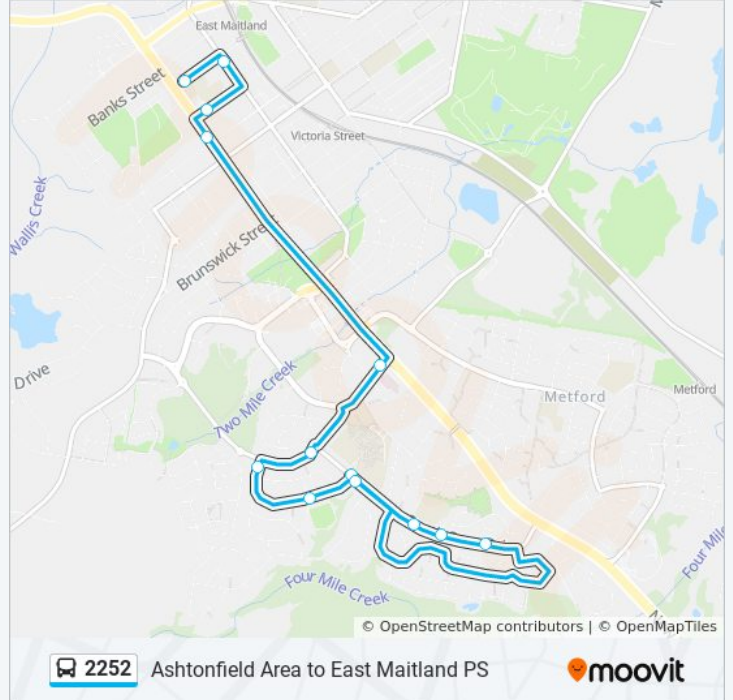 East Maitland
Banks Street
Victoria Street
Wallis Creek
Brunswick Street
Drive
Two Mile Creek
Metford
Metford
Four Mile
Four Mile Creek
© OpenStreetMap contributors | © OpenMapTiles
2252 Ashtonfield Area to East Maitland PS
moovit